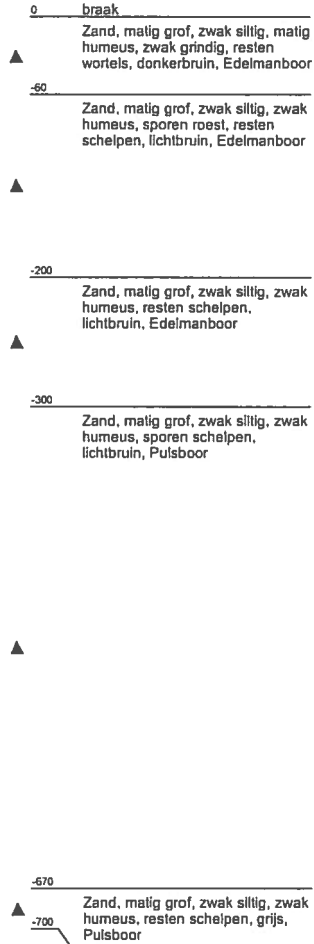 0 braak
Zand, matig grof, zwak siltig, matig
humeus, zwak grindig, resten
wortels, donkerbruin, Edelmanboor
-60
Zand, matig grof, zwak siltig, zwak
humeus, sporen roest, resten
schelpen, lichtbruin, Edelmanboor
-200
Zand, matig grof, zwak siltig, zwak
humeus, resten schelpen,
lichtbruin, Edelmanboor
-300
Zand, matig grof, zwak siltig, zwak
humeus, sporen schelpen,
lichtbruin, Pulsboor
-670
Zand, matig grof, zwak siltig, zwak
humeus, resten schelpen, grijs,
-700
Pulsboor